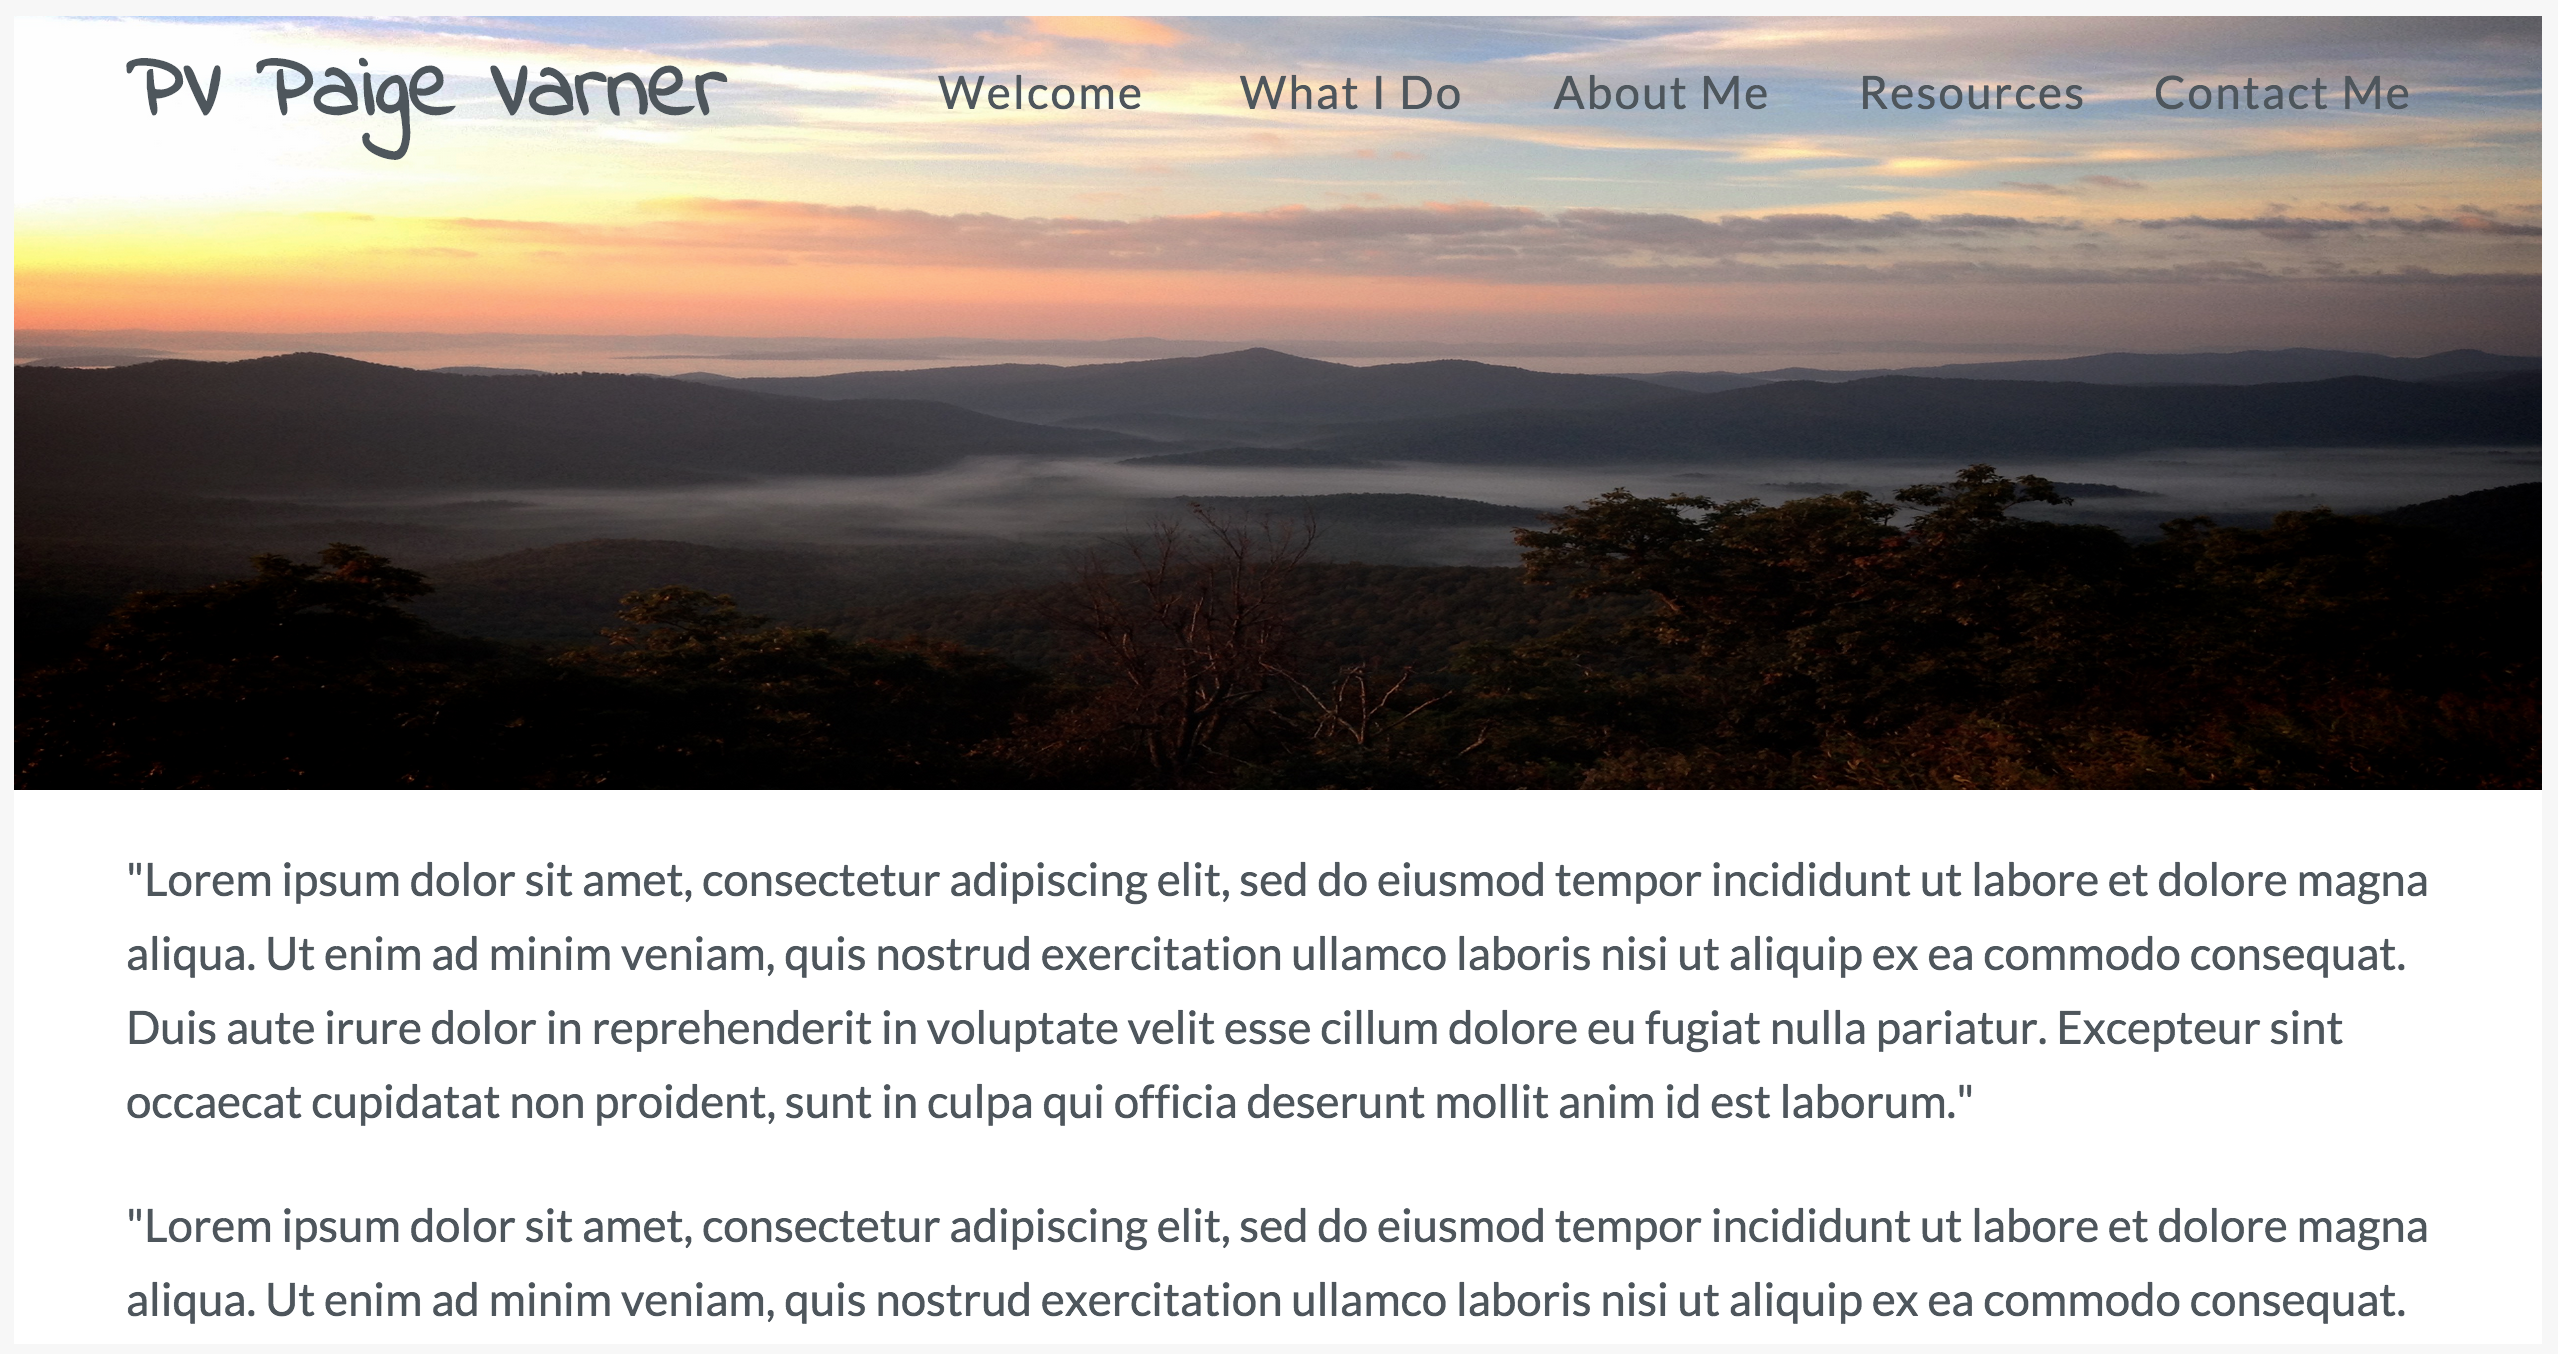 PV Paige Varner
Welcome What I Do About Me Resources Contact Me
"Lorem ipsum dolor sit amet, consectetur adipiscing elit, sed do eiusmod tempor incididunt ut labore et dolore magna
aliqua. Ut enim ad minim veniam, quis nostrud exercitation ullamco laboris nisi ut aliquip ex ea commodo consequat.
Duis aute irure dolor in reprehenderit in voluptate velit esse cillum dolore eu fugiat nulla pariatur. Excepteur sint
occaecat cupidatat non proident, sunt in culpa qui officia deserunt mollit anim id est laborum."
"Lorem ipsum dolor sit amet, consectetur adipiscing elit, sed do eiusmod tempor incididunt ut labore et dolore magna
aliqua. Ut enim ad minim veniam, quis nostrud exercitation ullamco laboris nisi ut aliquip ex ea commodo consequat.